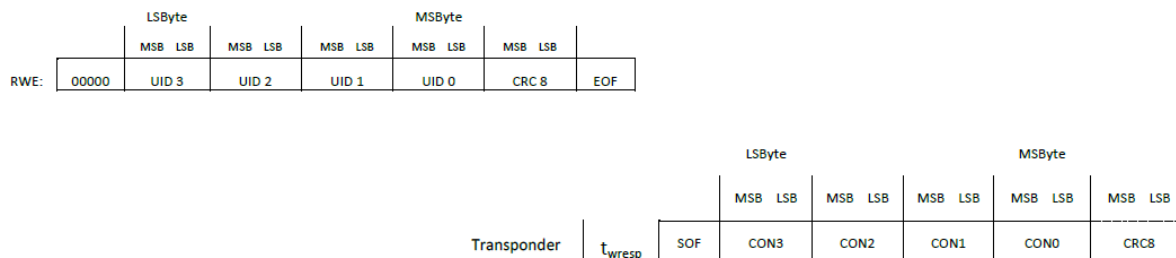 LSByte MSByte
MSB LSB MSB LSB MSB LSB MSB LSB MSB LSB
RWE: 00000 UID 3 UID 2 UID 1 UID 0 CRC 8 EOF
LSByte MSByte
MSB LSB MSB LSB MSB LSB MSB LSB MSB LSB
Transponder twresp SOF CON3 CON2 CON1 CON0 CRC8